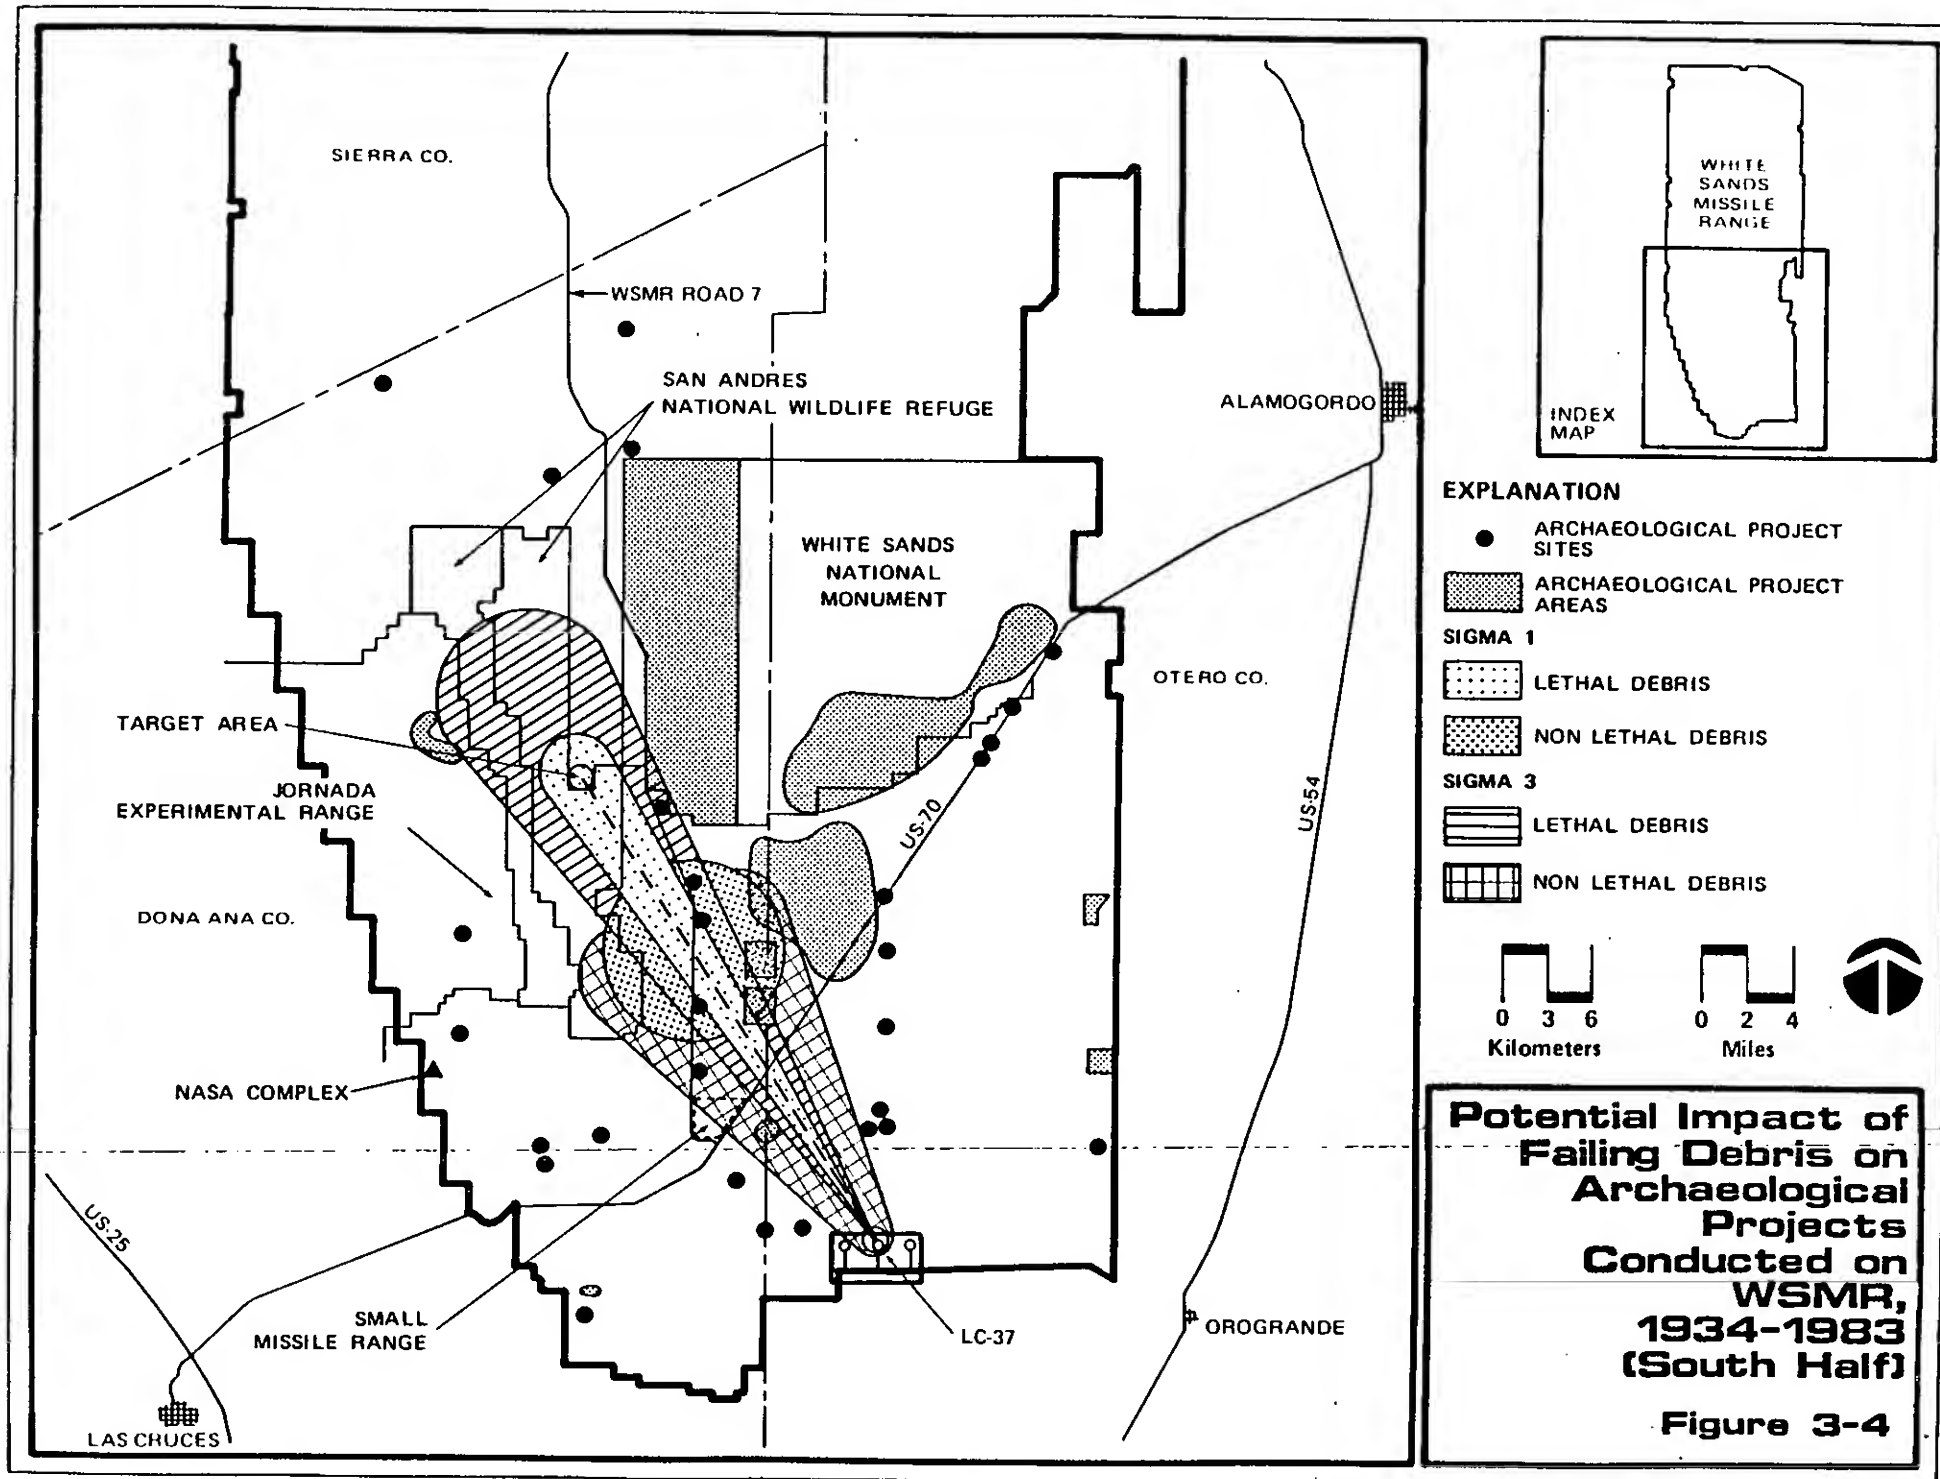 SIERRA CO.
WSMR ROAD 7
SAN ANDRES
NATIONAL WILDLIFE REFUGE
ALAMOGORDO
WHITE SANDS
NATIONAL
MONUMENT
OTERO CO.
TARGET AREA
JORNADA
EXPERIMENTAL RANGE
US-70
US-54
DONA ANA CO.
NASA COMPLEX
US-25
SMALL
MISSILE RANGE
LC-37
OROGRANDE
LAS CRUCES
WHITE
SANDS
MISSILE
RANGE
INDEX
MAP
EXPLANATION
ARCHAEOLOGICAL PROJECT
SITES
ARCHAEOLOGICAL PROJECT
AREAS
SIGMA 1
LETHAL DEBRIS
NON LETHAL DEBRIS
SIGMA 3
LETHAL DEBRIS
NON LETHAL DEBRIS
0 3 6
Kilometers
0 2 4
Miles
Potential Impact of
Failing Debris on
Archaeological
Projects
Conducted on
WSMR,
1934-1983
(South Half)
Figure 3-4